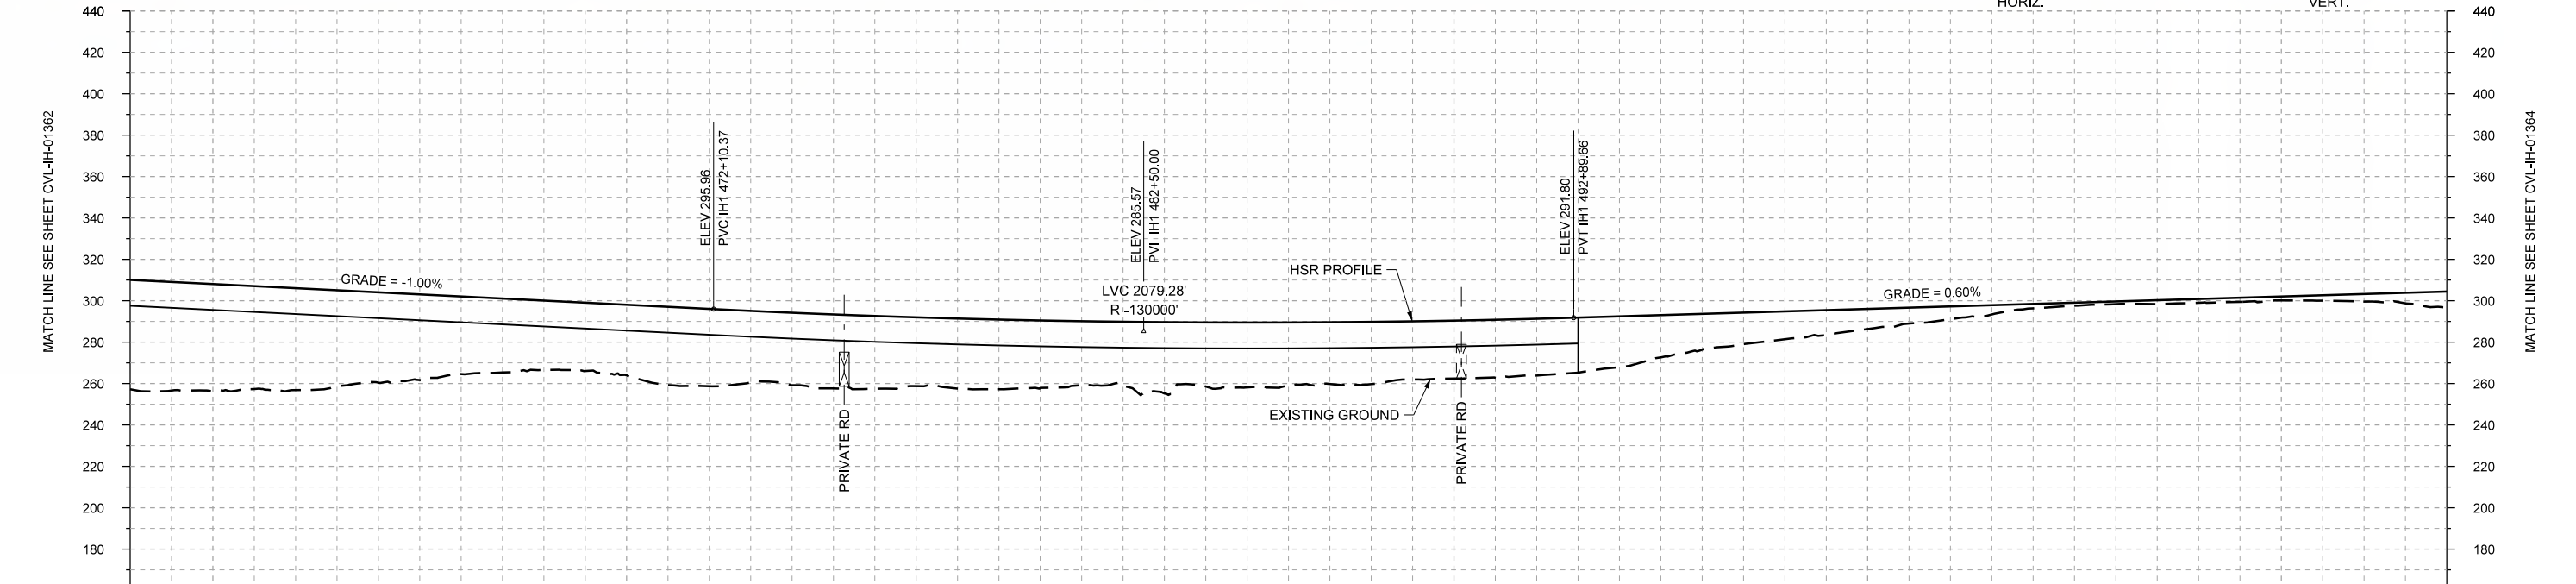 HORIZ.
VERT.
440
420
400
380
360
340
320
300
280
260
240
220
200
180
MATCH LINE SEE SHEET CVL-IH-01362
GRADE = -1.00%
ELEV 295.96
PVC IH1 472+10.37
PRIVATE RD
ELEV 285.57
PVI IH1 482+50.00
LVC 2079.28'
R -130000'
HSR PROFILE
EXISTING GROUND
PRIVATE RD
ELEV 291.80
PVT IH1 492+89.66
GRADE = 0.60%
440
420
400
380
360
340
320
300
280
260
240
220
200
180
MATCH LINE SEE SHEET CVL-IH-01364